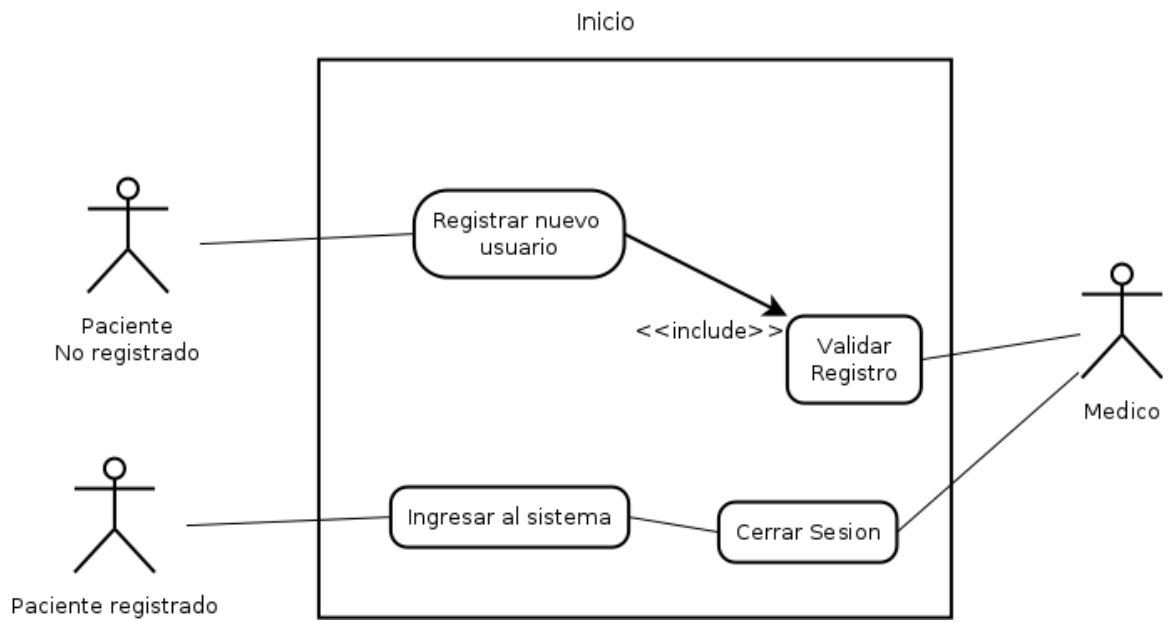 Inicio
Registrar nuevo
usuario
Paciente
No registrado
<<include>>
Validar
Registro
Medico
Ingresar al sistema
Cerrar Sesion
Paciente registrado